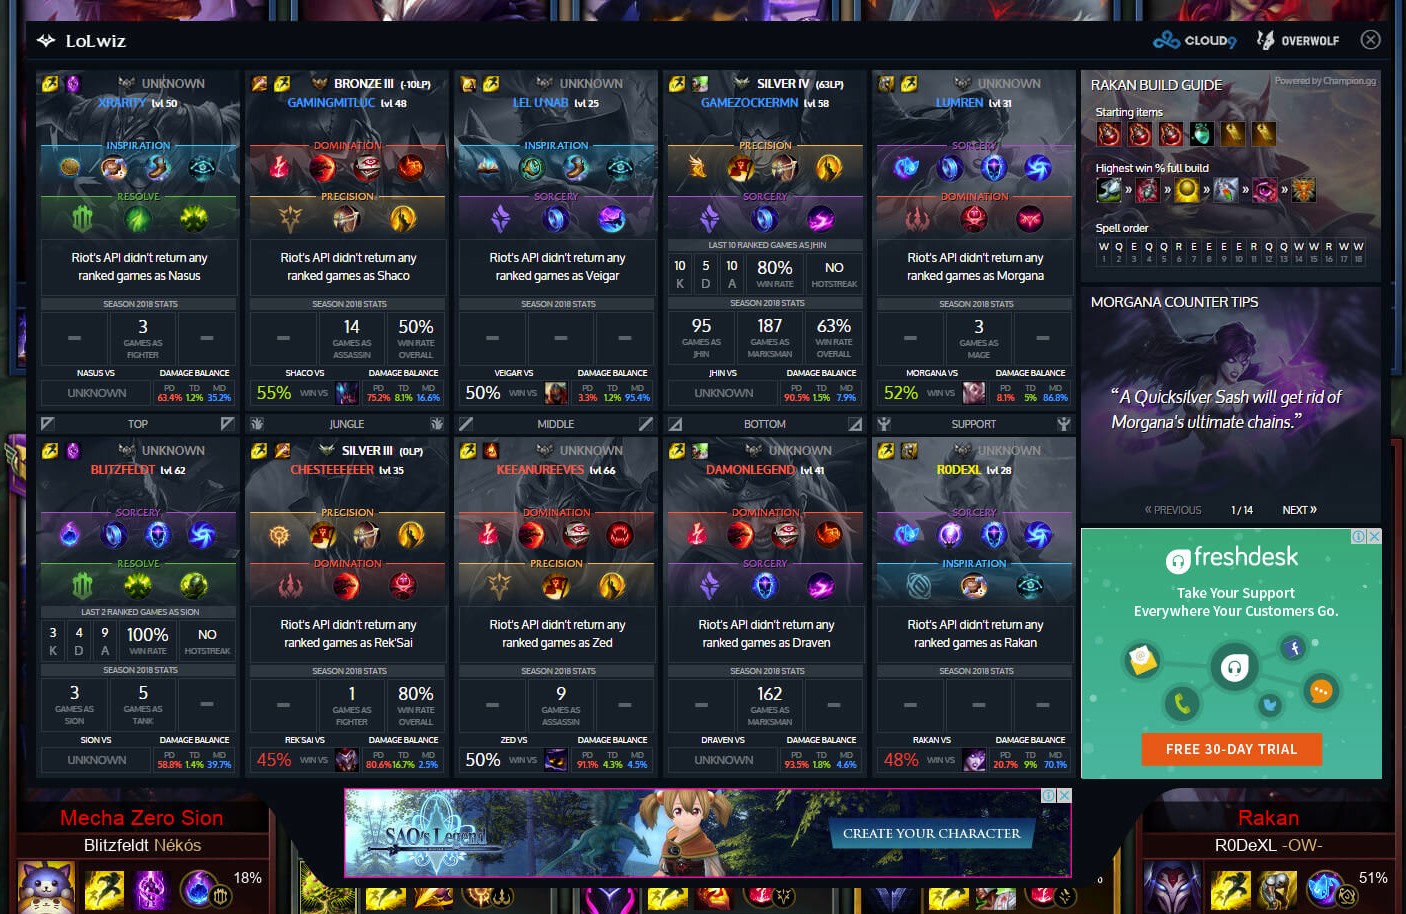 LoLwiz
CLOUD9
OVERWOLF
UNKNOWN
XRARITY lvl 50
INSPIRATION
RESOLVE
Riot's API didn't return any
ranked games as Nasus
SEASON 2018 STATS
3
GAMES AS
FIGHTER
NASUS VS
DAMAGE BALANCE
UNKNOWN
PD TD MD
63.4% 1.2% 35.2%
BRONZE III (-10LP)
GAMINGMITLUC lvl 48
DOMINATION
PRECISION
Riot's API didn't return any
ranked games as Shaco
SEASON 2018 STATS
14
GAMES AS
ASSASSIN
50%
WIN RATE
OVERALL
SHACO VS
DAMAGE BALANCE
55% WIN VS
PD TD MD
75.2% 8.1% 16.6%
UNKNOWN
LEL U NAB lvl 25
INSPIRATION
SORCERY
Riot's API didn't return any
ranked games as Veigar
SEASON 2018 STATS
VEIGAR VS
DAMAGE BALANCE
50% WIN VS
PD TD MD
3.3% 1.2% 95.4%
SILVER IV (63LP)
GAMEZOCKERMN lvl 58
PRECISION
SORCERY
LAST 10 RANKED GAMES AS JHIN
10 5 10 80% NO
K D A WIN RATE HOTSTREAK
SEASON 2018 STATS
95
GAMES AS
JHIN
187
GAMES AS
MARKSMAN
63%
WIN RATE
OVERALL
JHIN VS
DAMAGE BALANCE
UNKNOWN
PD TD MD
90.5% 1.5% 7.9%
UNKNOWN
LUMREN lvl 31
SORCERY
DOMINATION
Riot's API didn't return any
ranked games as Morgana
SEASON 2018 STATS
3
GAMES AS
MAGE
MORGANA VS
DAMAGE BALANCE
52% WIN VS
PD TD MD
8.1% 5% 86.8%
TOP
JUNGLE
MIDDLE
BOTTOM
SUPPORT
UNKNOWN
BLITZFELDT lvl 62
SORCERY
RESOLVE
LAST 2 RANKED GAMES AS SION
3 4 9 100% NO
K D A WIN RATE HOTSTREAK
SEASON 2018 STATS
3
GAMES AS
SION
5
GAMES AS
TANK
SION VS
DAMAGE BALANCE
UNKNOWN
PD TD MD
58.8% 1.4% 39.7%
SILVER III (0LP)
CHESTEEEEEER lvl 35
PRECISION
DOMINATION
Riot's API didn't return any
ranked games as Rek'Sai
SEASON 2018 STATS
1
GAMES AS
FIGHTER
80%
WIN RATE
OVERALL
REK'SAI VS
DAMAGE BALANCE
45% WIN VS
PD TD MD
80.6% 16.7% 2.5%
UNKNOWN
KEEANUREEVES lvl 66
DOMINATION
PRECISION
Riot's API didn't return any
ranked games as Zed
SEASON 2018 STATS
9
GAMES AS
ASSASSIN
ZED VS
DAMAGE BALANCE
50% WIN VS
PD TD MD
91.1% 4.3% 4.5%
UNKNOWN
DAMONLEGEND lvl 41
DOMINATION
SORCERY
Riot's API didn't return any
ranked games as Draven
SEASON 2018 STATS
162
GAMES AS
MARKSMAN
DRAVEN VS
DAMAGE BALANCE
UNKNOWN
PD TD MD
93.5% 1.8% 4.6%
UNKNOWN
R0DEXL lvl 28
SORCERY
INSPIRATION
Riot's API didn't return any
ranked games as Rakan
SEASON 2018 STATS
RAKAN VS
DAMAGE BALANCE
48% WIN VS
PD TD MD
20.7% 9% 70.1%
RAKAN BUILD GUIDE
Powered by Champion.gg
Starting items
Highest win % full build
» » » » »
Spell order
W Q E Q Q R E E E E R Q Q W W R W W
1 2 3 4 5 6 7 8 9 10 11 12 13 14 15 16 17 18
MORGANA COUNTER TIPS
“A Quicksilver Sash will get rid of
Morgana's ultimate chains.”
« PREVIOUS 1 / 14 NEXT »
freshdesk
Take Your Support
Everywhere Your Customers Go.
FREE 30-DAY TRIAL
SAO's Legend
CREATE YOUR CHARACTER
Mecha Zero Sion
Blitzfeldt Nékós
18%
Rakan
R0DeXL -OW-
51%